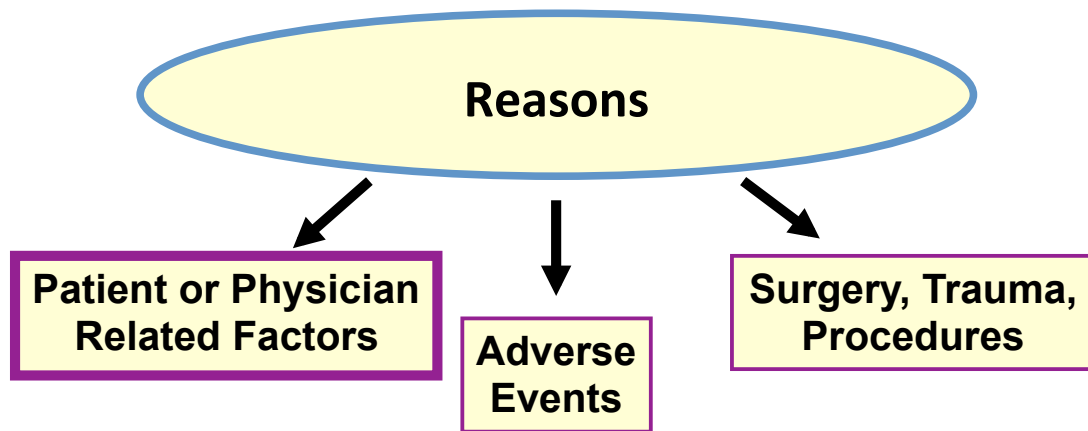 Reasons
Patient or Physician
Related Factors
Adverse
Events
Surgery, Trauma,
Procedures